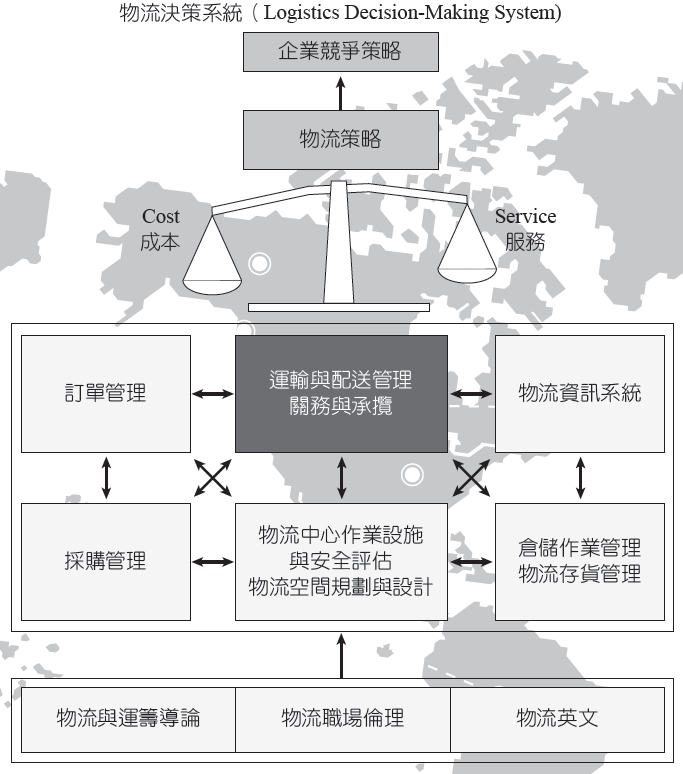 物流決策系統（Logistics Decision-Making System)
企業競爭策略
物流策略
Cost
成本
Service
服務
訂單管理
運輸與配送管理
關務與承攬
物流資訊系統
採購管理
物流中心作業設施
與安全評估
物流空間規劃與設計
倉儲作業管理
物流存貨管理
物流與運籌導論
物流職場倫理
物流英文